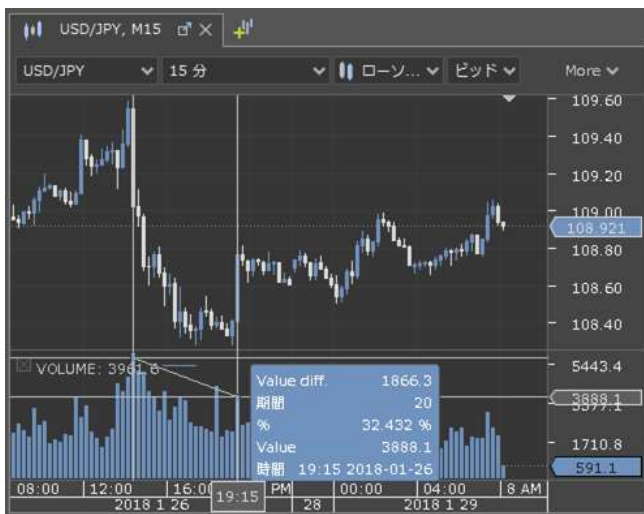 USD/JPY, M15
USD/JPY 15 分 ローソ... ビッド More
109.60
109.40
109.20
109.00
108.921
108.80
108.60
108.40
VOLUME: 3961.6
5443.4
3888.1
3577.1
1710.8
591.1
Value diff. 1866.3
期間 20
% 32.432 %
Value 3888.1
時間 19:15 2018-01-26
08:00 12:00 16:00 19:15 PM 00:00 04:00 8 AM
2018 1 26 28 2018 1 29